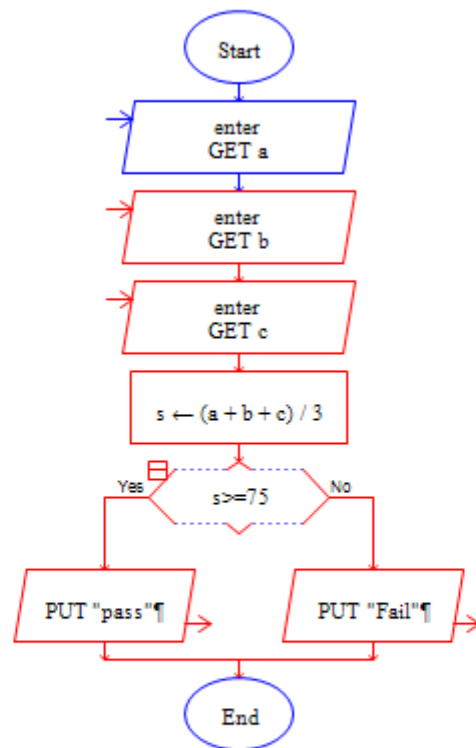 Start
enter
GET a
enter
GET b
enter
GET c
s ← (a + b + c) / 3
Yes
s>=75
No
PUT "pass"¶
PUT "Fail"¶
End